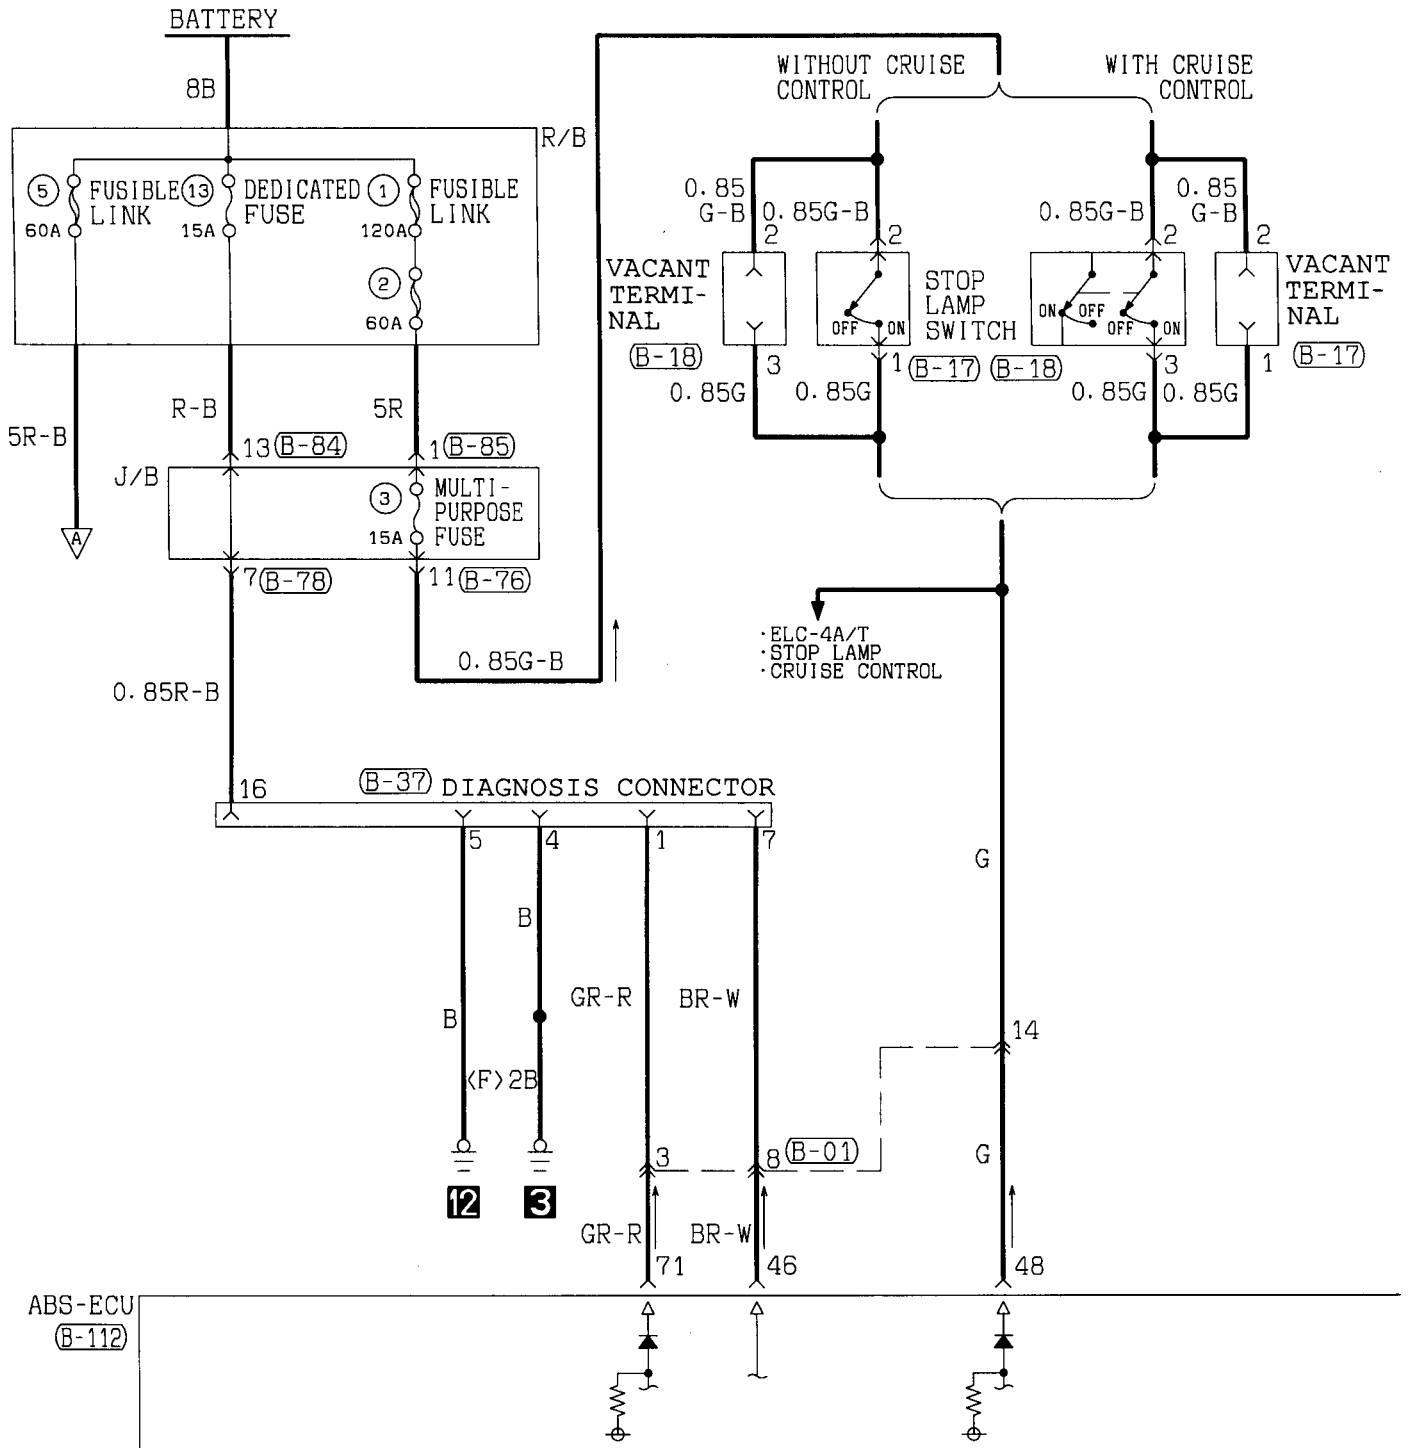 BATTERY
8B
R/B
5
FUSIBLE
LINK
60A
13
DEDICATED
FUSE
15A
1
FUSIBLE
LINK
120A
2
60A
WITHOUT CRUISE
CONTROL
WITH CRUISE
CONTROL
0.85
G-B
0.85G-B
0.85G-B
0.85
G-B
2
2
2
2
VACANT
TERMI-
NAL
B-18
OFF
ON
STOP
LAMP
SWITCH
ON
OFF
OFF
ON
VACANT
TERMI-
NAL
B-17
3
1
B-17
B-18
3
1
0.85G
0.85G
0.85G
0.85G
5R-B
R-B
5R
A
13
B-84
1
B-85
J/B
3
MULTI-
PURPOSE
FUSE
15A
7
B-78
11
B-76
0.85G-B
·ELC-4A/T
·STOP LAMP
·CRUISE CONTROL
0.85R-B
16
B-37
DIAGNOSIS CONNECTOR
5
4
1
7
G
B
B
GR-R
BR-W
14
<F>2B
3
8
B-01
G
12
3
GR-R
BR-W
71
46
48
ABS-ECU
B-112